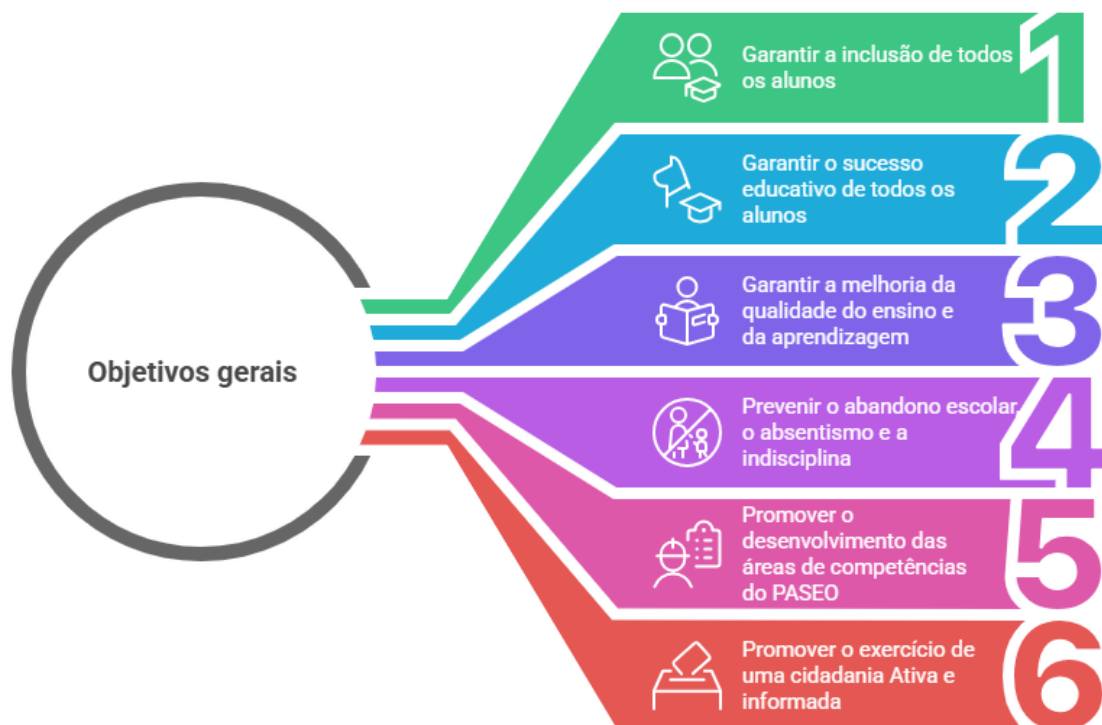 Objetivos gerais
Garantir a inclusão de todos
os alunos
1
Garantir o sucesso
educativo de todos os
alunos
2
Garantir a melhoria da
qualidade do ensino e
da aprendizagem
3
Prevenir o abandono escolar,
o absentismo e a
indisciplina
4
Promover o
desenvolvimento das
áreas de competências
do PASEO
5
Promover o exercício de
uma cidadania Ativa e
informada
6